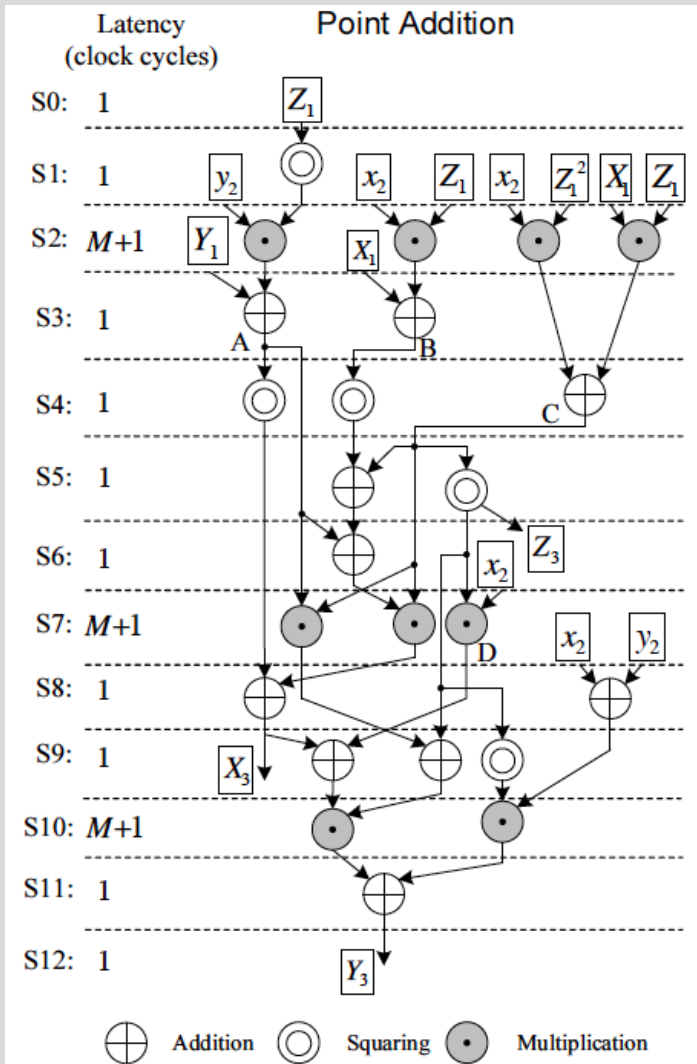 Latency
(clock cycles)
Point Addition
S0: 1
Z₁
S1: 1
y₂ x₂ Z₁ x₂ Z₁² X₁ Z₁
S2: M+1
Y₁ X₁
S3: 1
A B
S4: 1
C
S5: 1
Z₃
S6: 1
x₂
S7: M+1
D x₂ y₂
S8: 1
S9: 1
X₃
S10: M+1
S11: 1
S12: 1
Y₃
Addition Squaring Multiplication